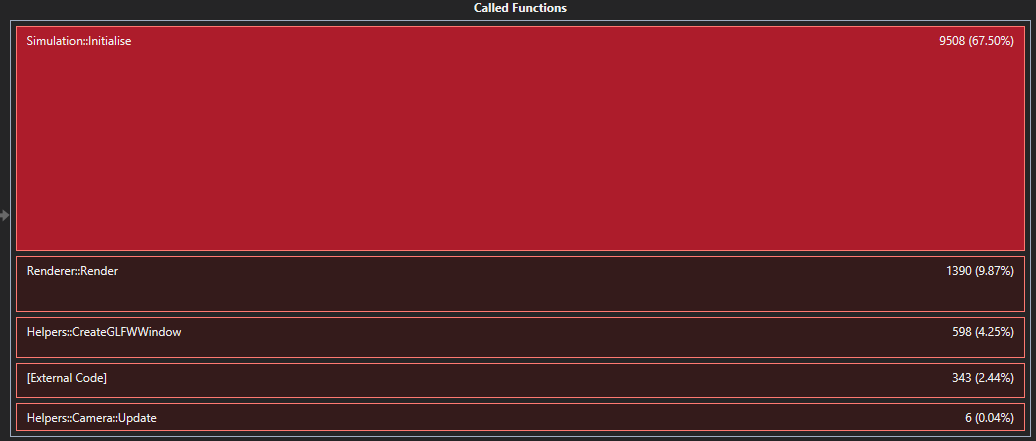 Called Functions
Simulation::Initialise 9508 (67.50%)
Renderer::Render 1390 (9.87%)
Helpers::CreateGLFWWindow 598 (4.25%)
[External Code] 343 (2.44%)
Helpers::Camera::Update 6 (0.04%)